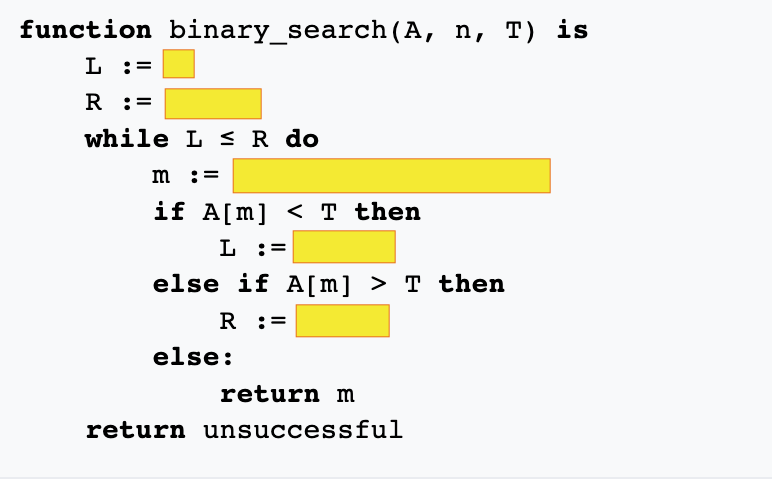 function binary_search(A, n, T) is
L :=
R :=
while L ≤ R do
m :=
if A[m] < T then
L :=
else if A[m] > T then
R :=
else:
return m
return unsuccessful